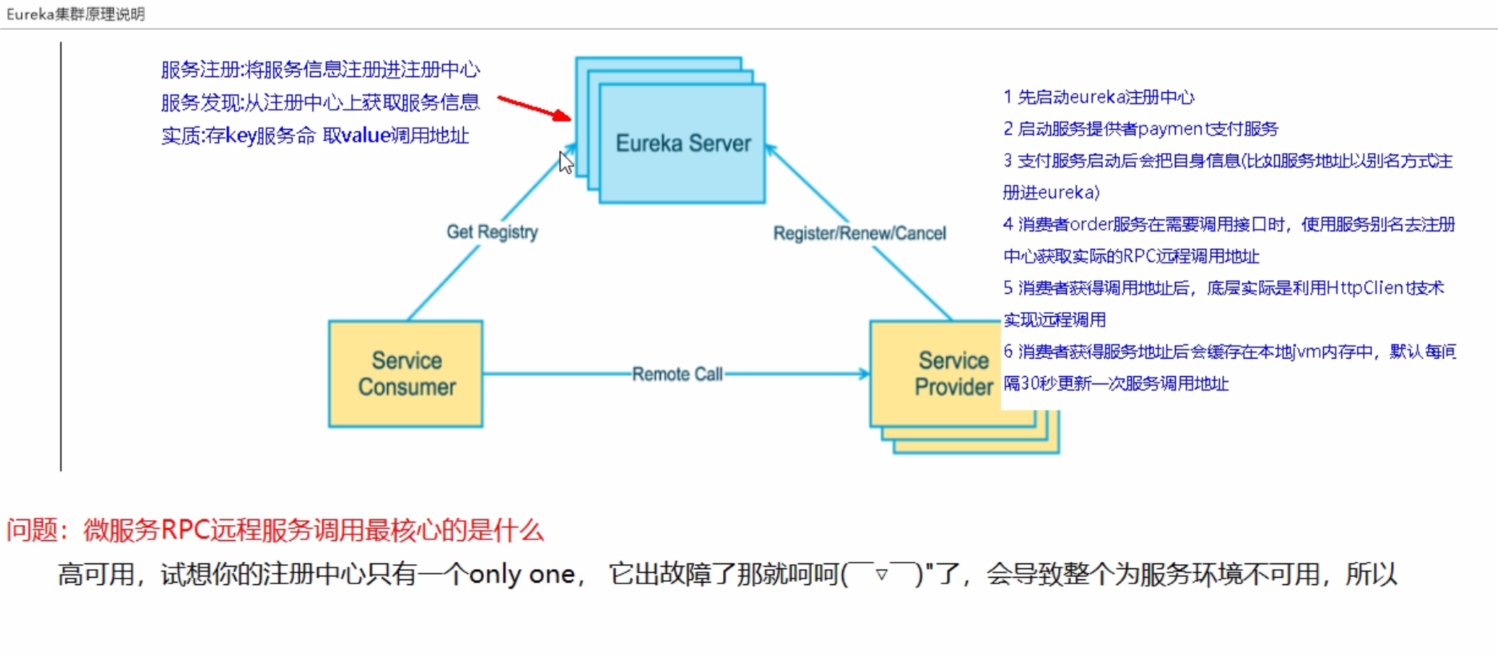 Eureka集群原理说明
服务注册:将服务信息注册进注册中心
服务发现:从注册中心上获取服务信息
实质:存key服务命 取value调用地址
Eureka Server
Get Registry
Register/Renew/Cancel
Service
Consumer
Remote Call
Service
Provider
1 先启动eureka注册中心
2 启动服务提供者payment支付服务
3 支付服务启动后会把自身信息(比如服务地址以别名方式注
册进eureka)
4 消费者order服务在需要调用接口时，使用服务别名去注册
中心获取实际的RPC远程调用地址
5 消费者获得调用地址后，底层实际是利用HttpClient技术
实现远程调用
6 消费者获得服务地址后会缓存在本地jvm内存中，默认每间
隔30秒更新一次服务调用地址
问题：微服务RPC远程服务调用最核心的是什么
高可用，试想你的注册中心只有一个only one， 它出故障了那就呵呵(￣▽￣)"了，会导致整个为服务环境不可用，所以